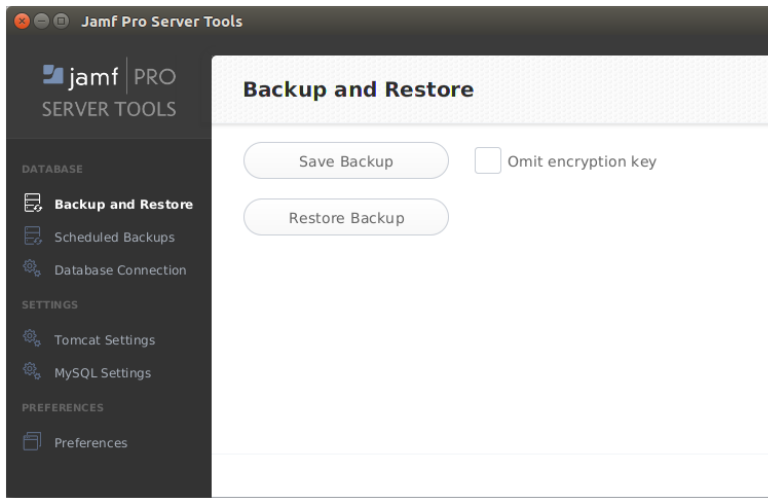 Jamf Pro Server Tools
jamf PRO
SERVER TOOLS
DATABASE
Backup and Restore
Scheduled Backups
Database Connection
SETTINGS
Tomcat Settings
MySQL Settings
PREFERENCES
Preferences
Backup and Restore
Save Backup
Omit encryption key
Restore Backup